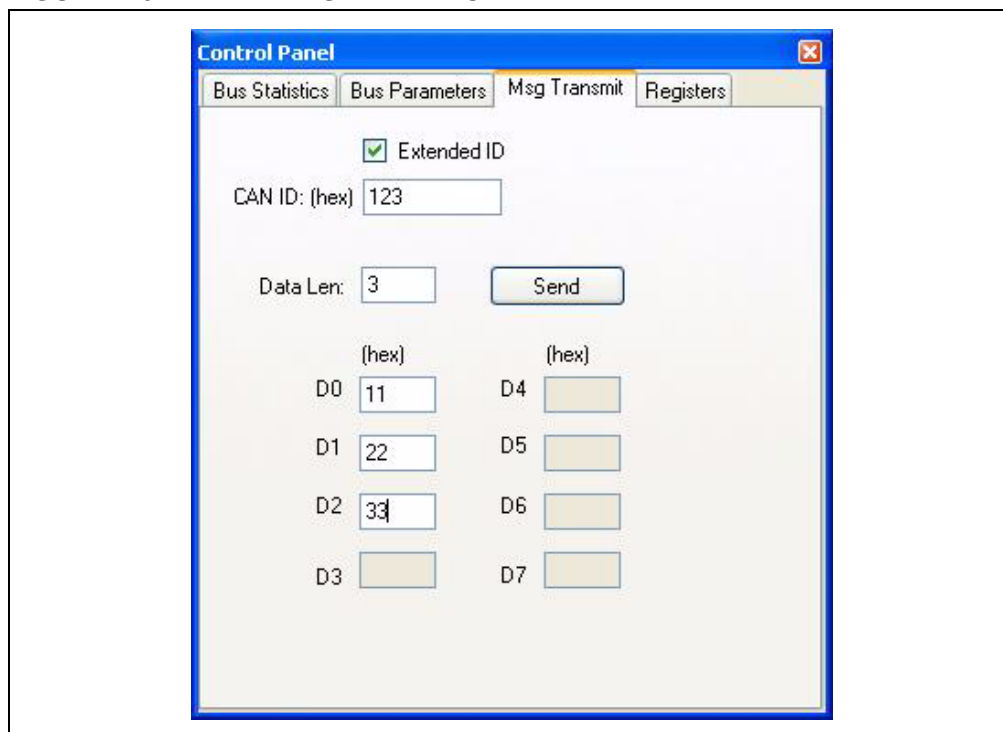 Control Panel
Bus Statistics Bus Parameters Msg Transmit Registers
Extended ID
CAN ID: (hex) 123
Data Len: 3 Send
(hex) (hex)
D0 11 D4
D1 22 D5
D2 33 D6
D3 D7